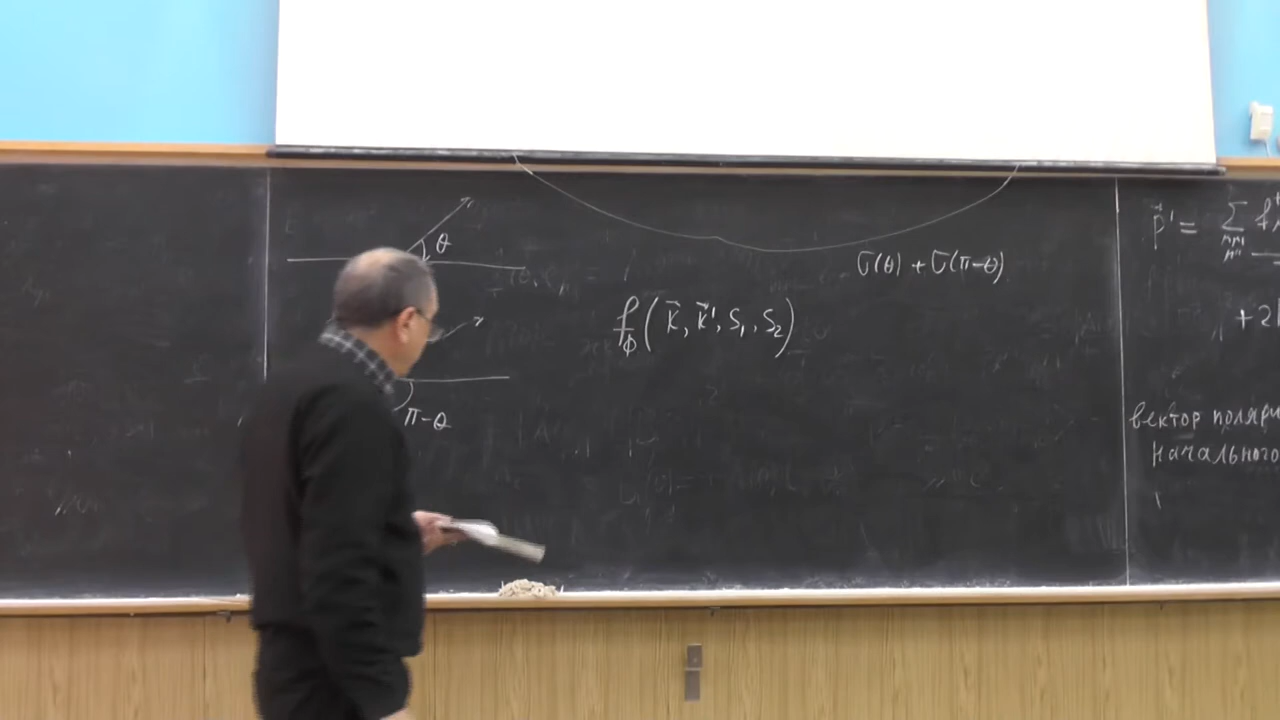 θ
σ(θ) + σ(π-θ)
f_Φ (k⃗, k⃗', S₁, S₂)
π-θ
p⃗' = Σ
+2
вектор поляри
начального